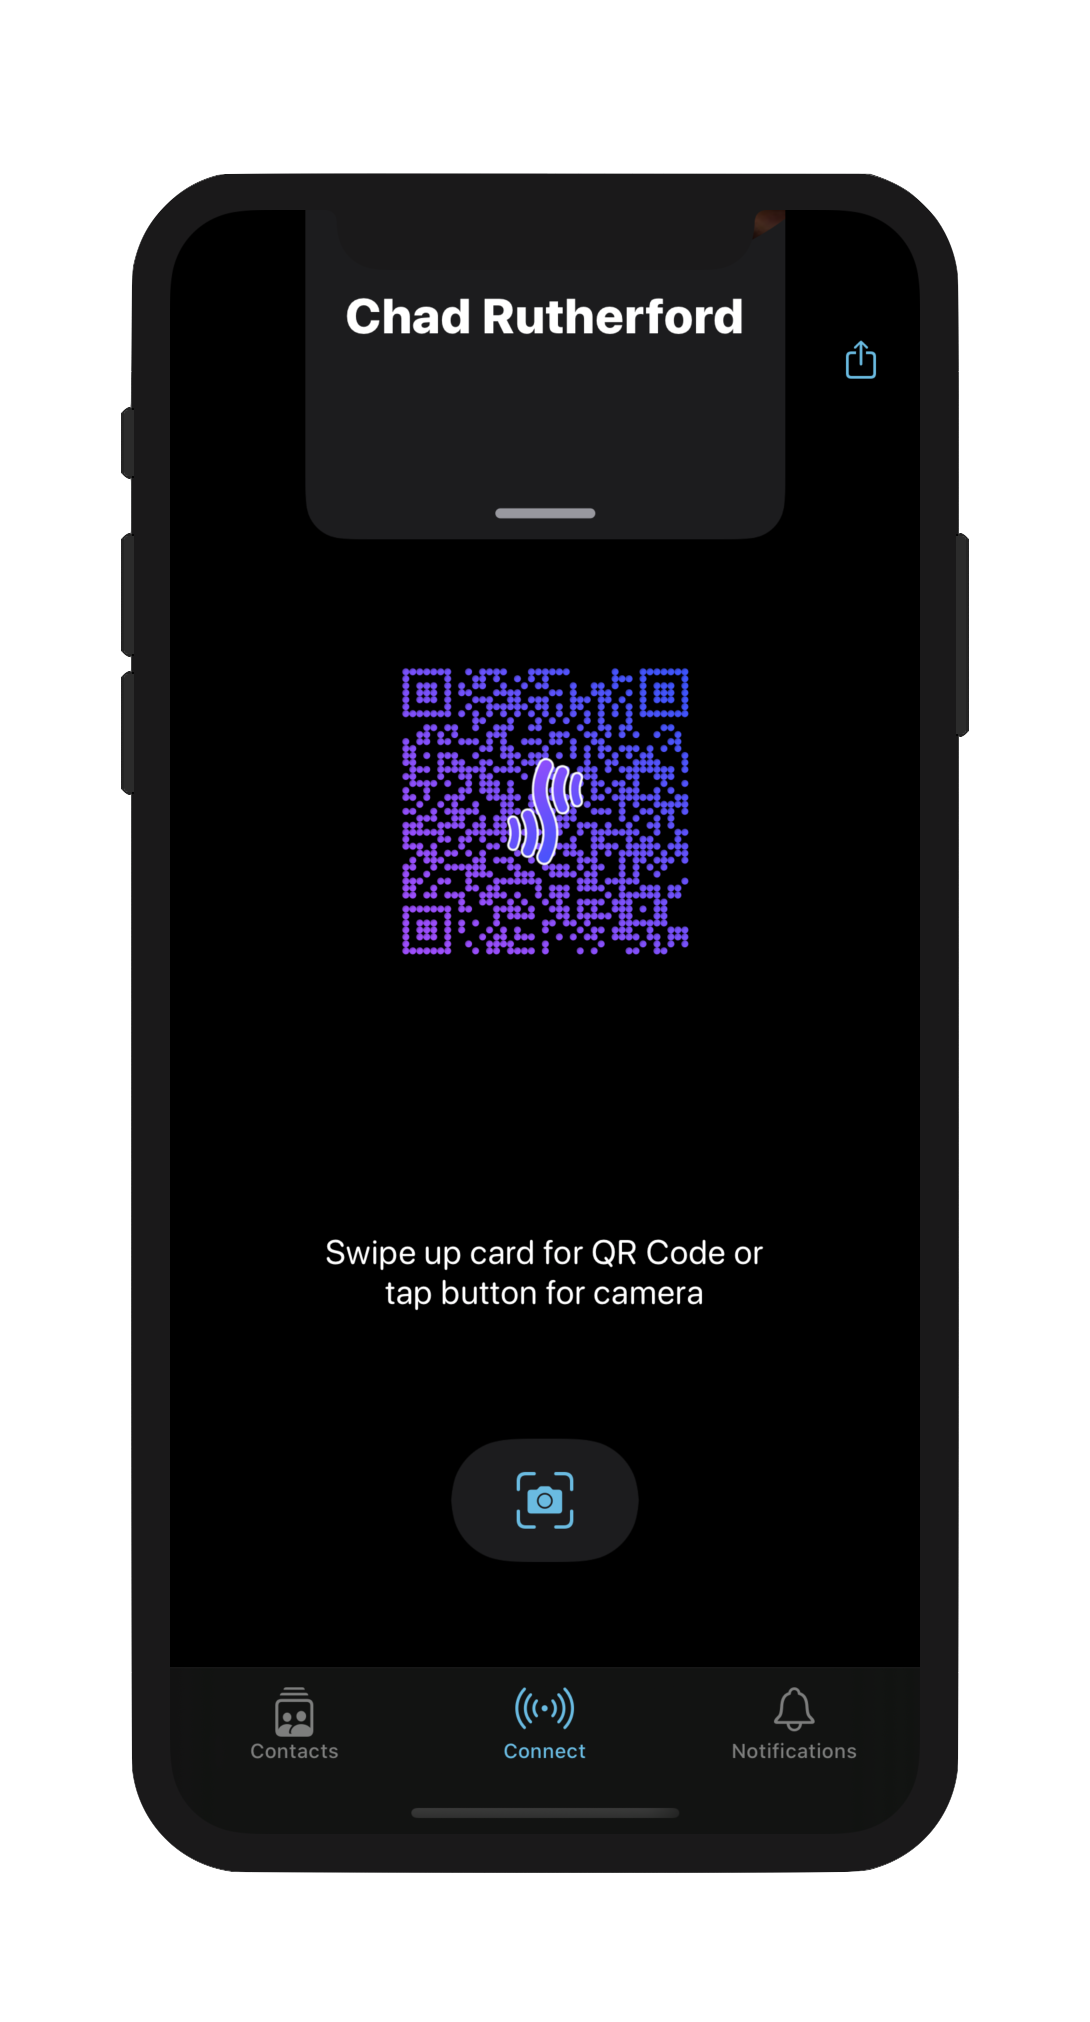 Chad Rutherford
Swipe up card for QR Code or
tap button for camera
Contacts
Connect
Notifications